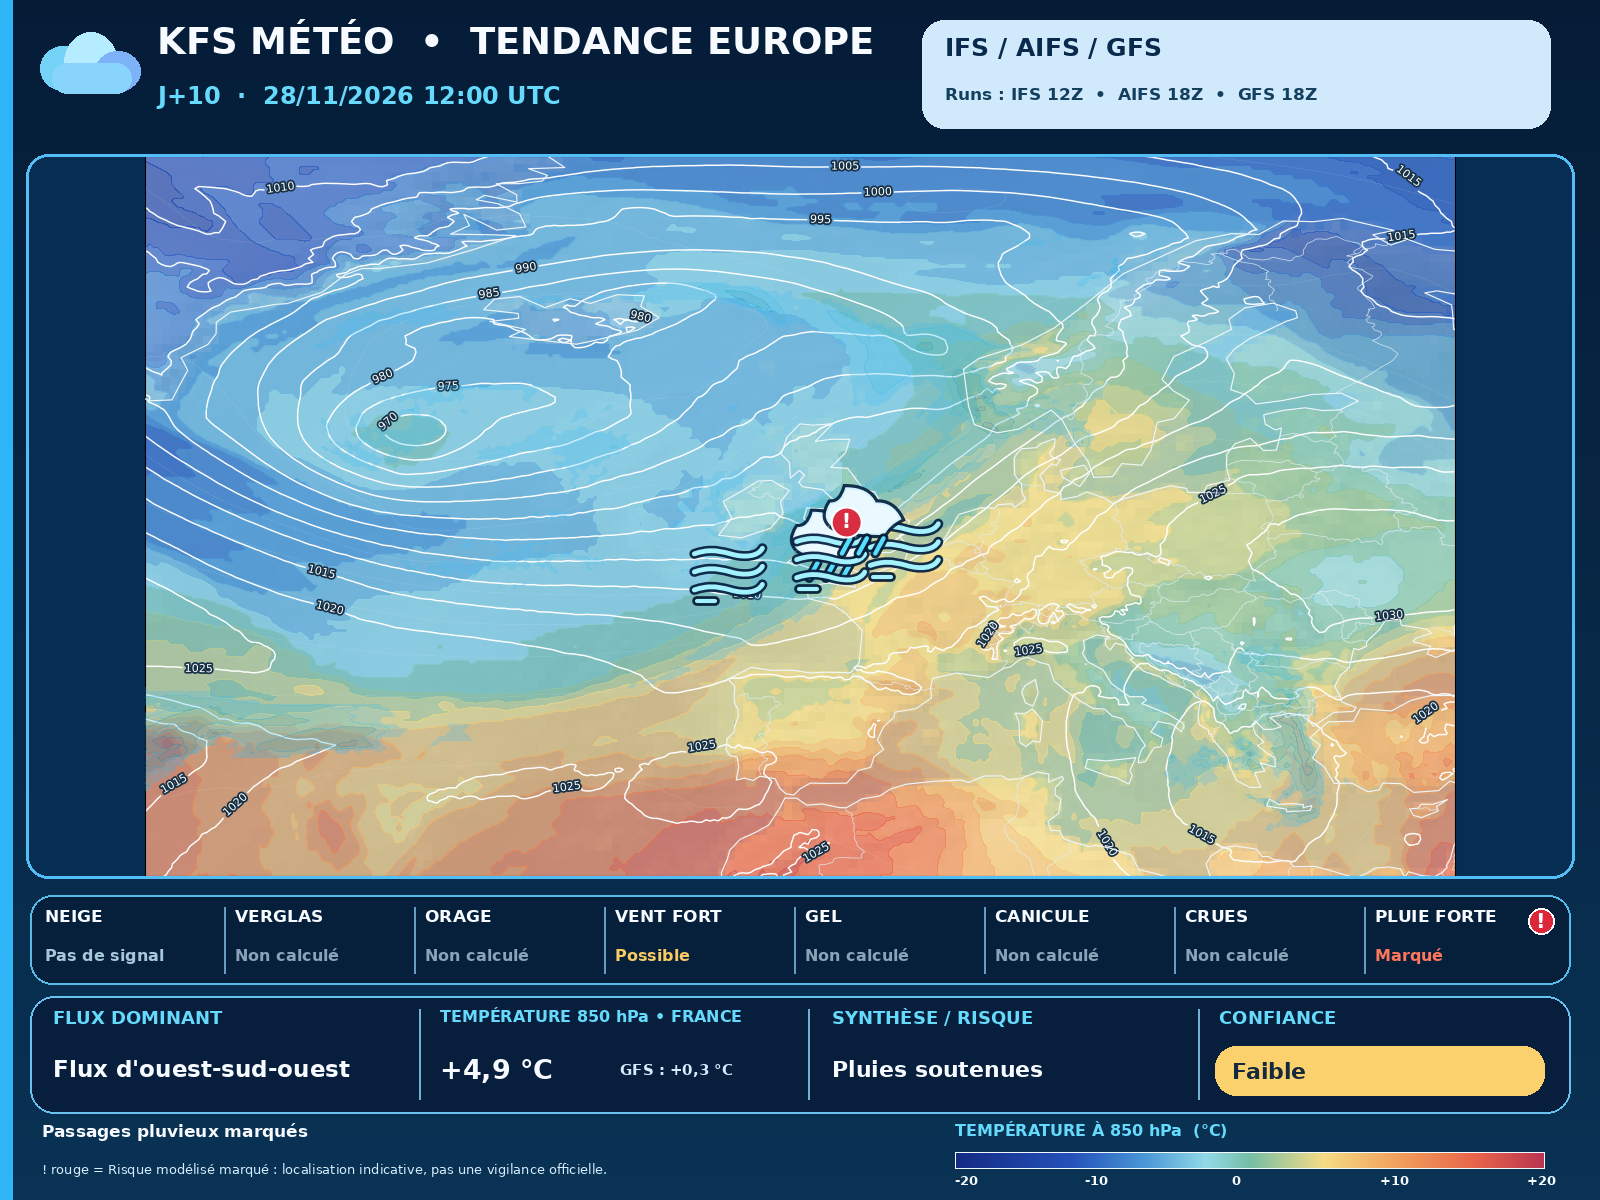 KFS MÉTÉO • TENDANCE EUROPE
J+10 · 28/11/2026 12:00 UTC
IFS / AIFS / GFS
Runs : IFS 12Z • AIFS 18Z • GFS 18Z
1005
1015
1010
1000
995
1015
990
985
980
980
975
970
1025
1015
1020
1030
1020
1025
1025
1020
1025
1025
1015
1020
1015
1020
1025
NEIGE
Pas de signal
VERGLAS
Non calculé
ORAGE
Non calculé
VENT FORT
Possible
GEL
Non calculé
CANICULE
Non calculé
CRUES
Non calculé
PLUIE FORTE !
Marqué
FLUX DOMINANT
Flux d'ouest-sud-ouest
TEMPÉRATURE 850 hPa • FRANCE
+4,9 °C GFS : +0,3 °C
SYNTHÈSE / RISQUE
Pluies soutenues
CONFIANCE
Faible
Passages pluvieux marqués
! rouge = Risque modélisé marqué : localisation indicative, pas une vigilance officielle.
TEMPÉRATURE À 850 hPa (°C)
-20 -10 0 +10 +20